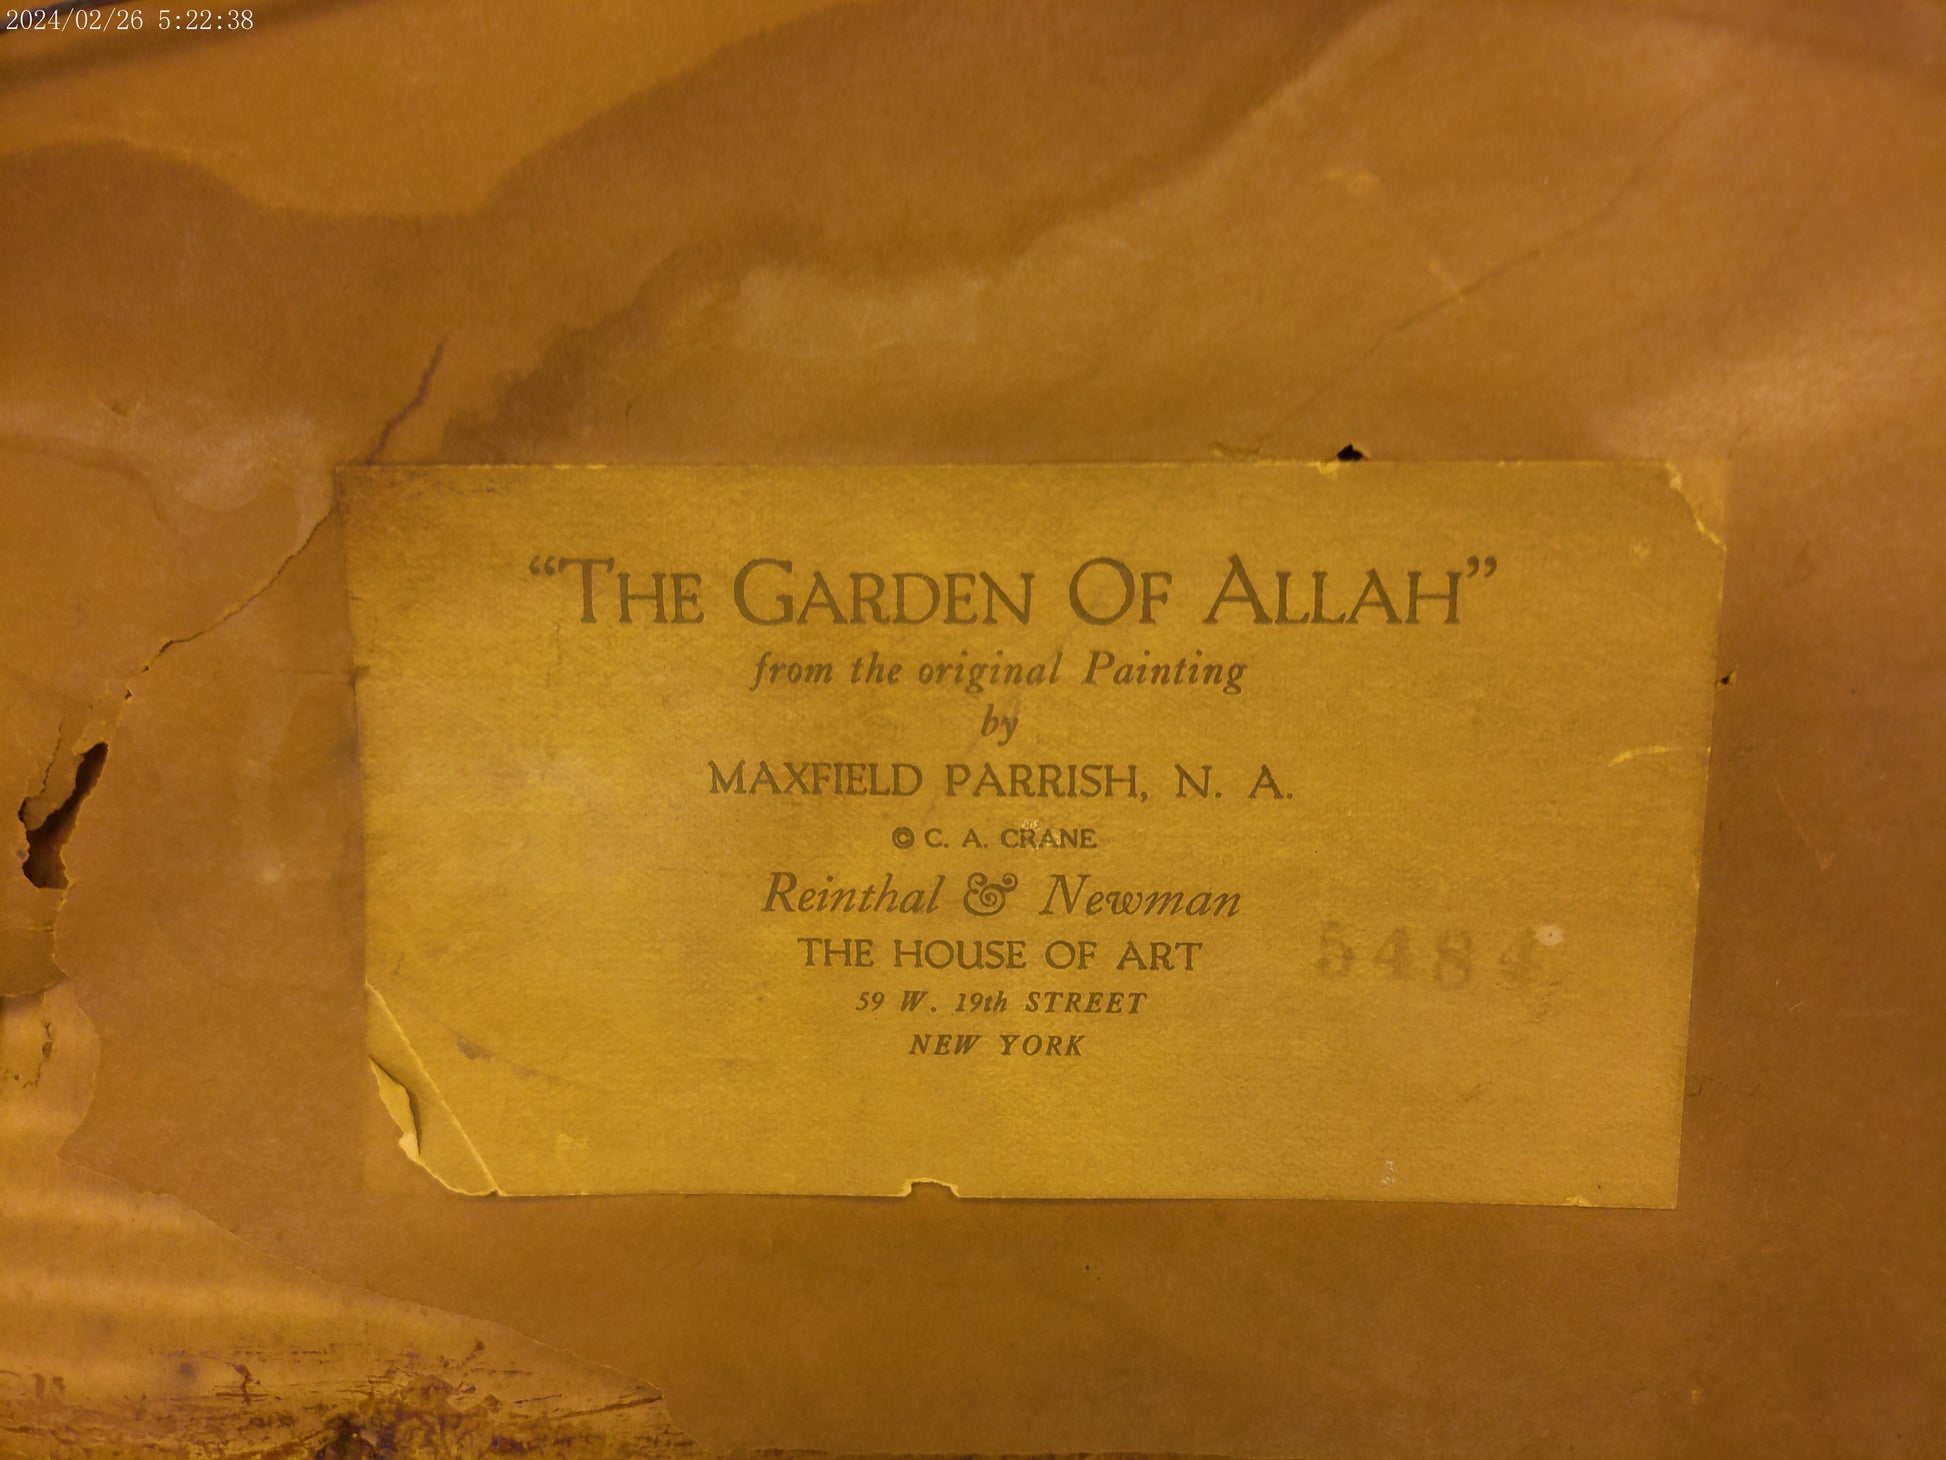 2024/02/26 5:22:38
“THE GARDEN OF ALLAH”
from the original Painting
by
MAXFIELD PARRISH, N. A.
© C. A. CRANE
Reinthal & Newman
THE HOUSE OF ART
5484
59 W. 19th STREET
NEW YORK